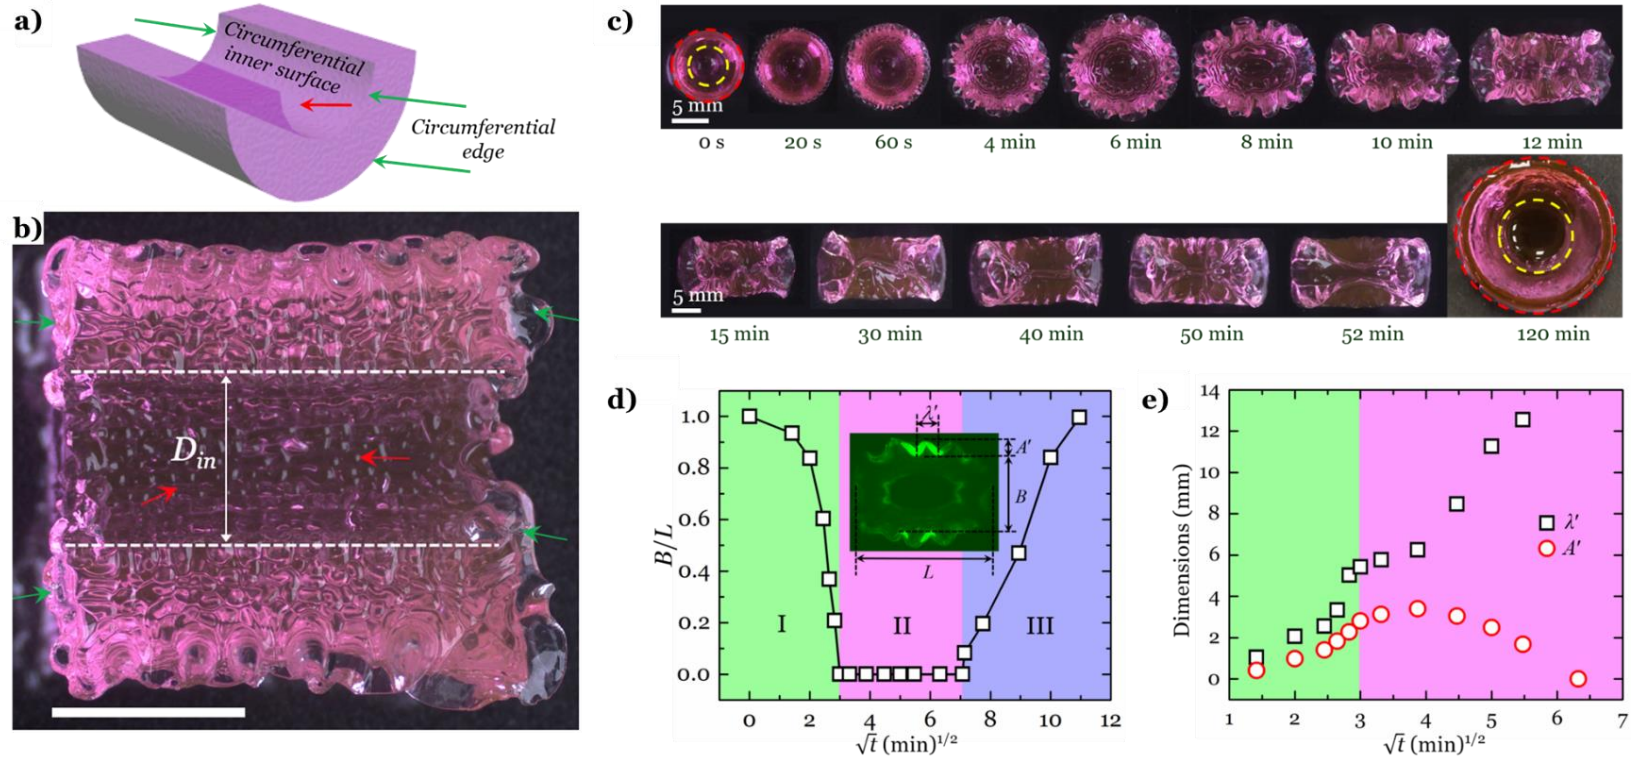 a)
Circumferential
inner surface
Circumferential
edge
b)
D_in
c)
5 mm
0 s 20 s 60 s 4 min 6 min 8 min 10 min 12 min
5 mm
15 min 30 min 40 min 50 min 52 min 120 min
d)
B/L
1.0
0.8
0.6
0.4
0.2
0.0
I II III
λ'
A'
B
L
0 2 4 6 8 10 12
√t (min)^1/2
e)
Dimensions (mm)
14
12
10
8
6
4
2
0
λ'
A'
1 2 3 4 5 6 7
√t (min)^1/2